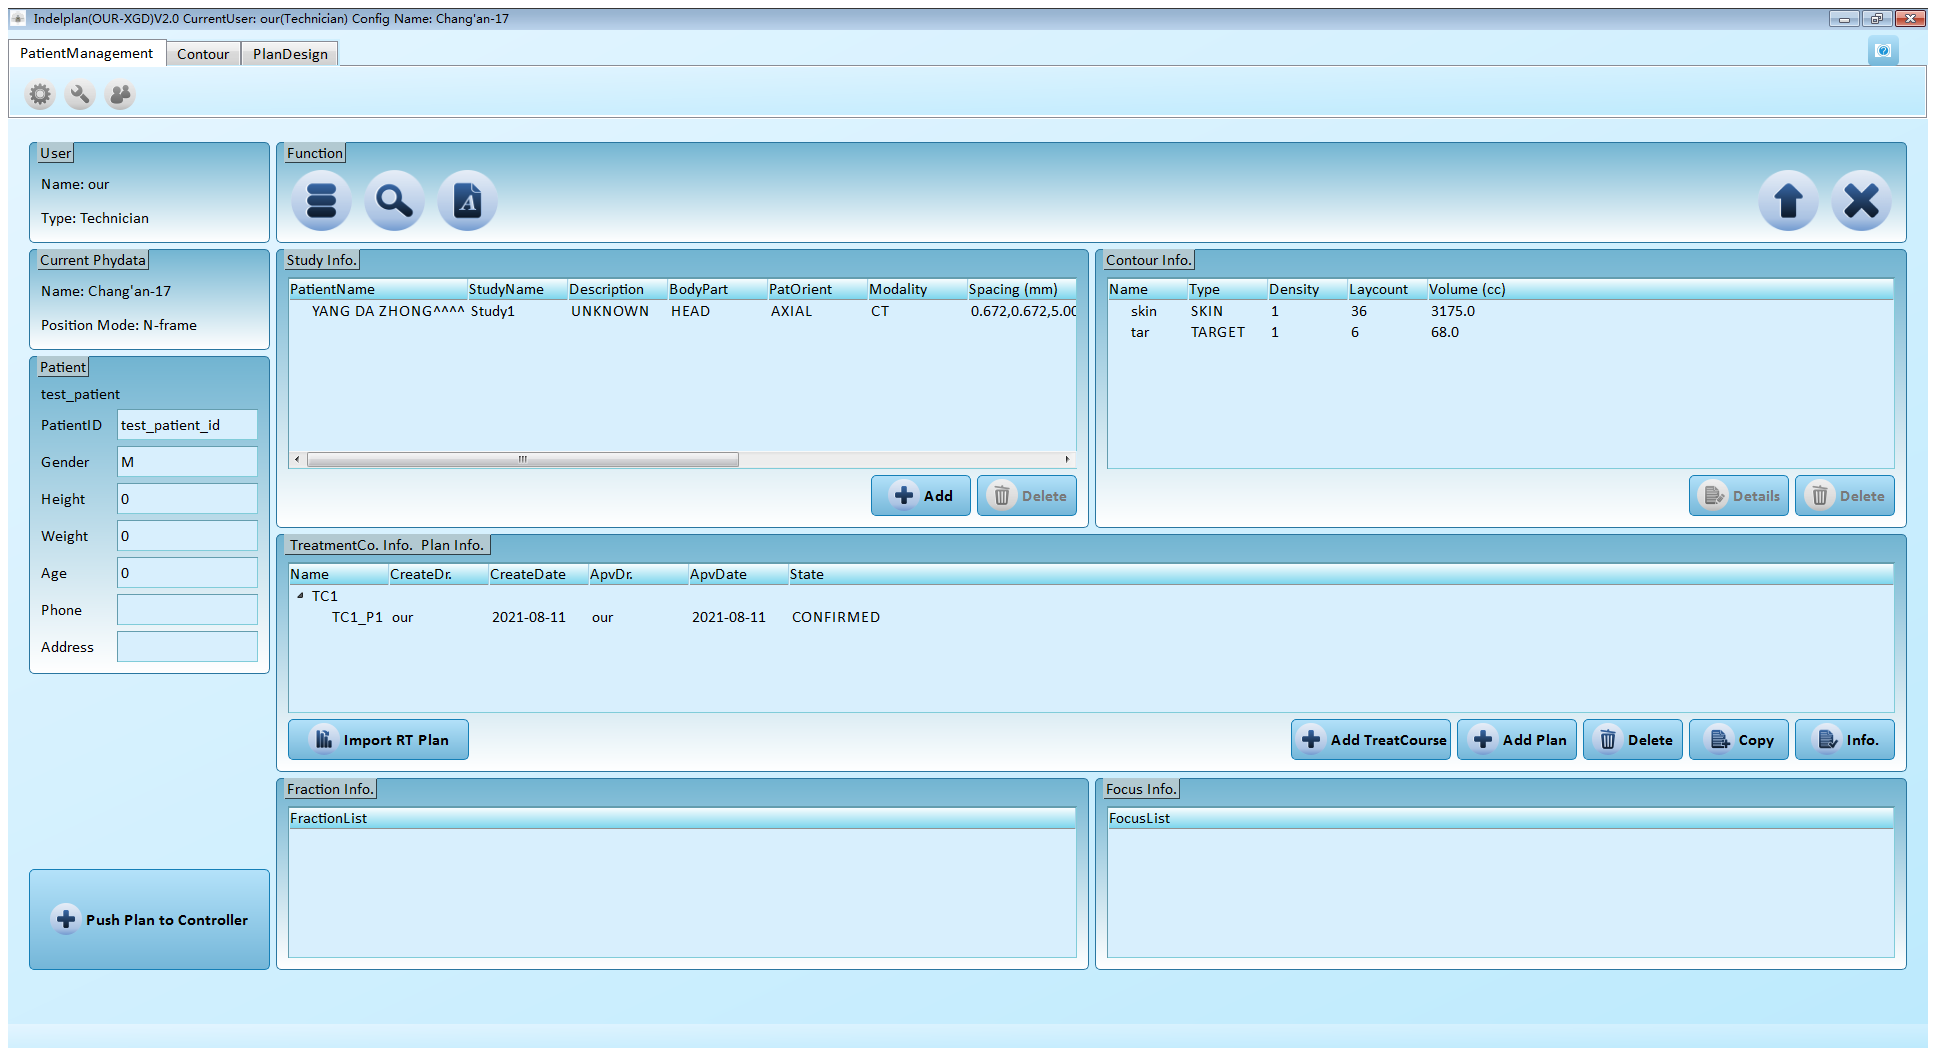 Indelplan(OUR-XGD)V2.0 CurrentUser: our(Technician) Config Name: Chang'an-17
PatientManagement Contour PlanDesign
User
Name: our
Type: Technician
Function
A
Current Phydata
Name: Chang'an-17
Position Mode: N-frame
Patient
test_patient
PatientID test_patient_id
Gender M
Height 0
Weight 0
Age 0
Phone
Address
Push Plan to Controller
Study Info.
PatientName StudyName Description BodyPart PatOrient Modality Spacing (mm)
YANG DA ZHONG^^^^ Study1 UNKNOWN HEAD AXIAL CT 0.672,0.672,5.00
Add Delete
Contour Info.
Name Type Density Laycount Volume (cc)
skin SKIN 1 36 3175.0
tar TARGET 1 6 68.0
Details Delete
TreatmentCo. Info. Plan Info.
Name CreateDr. CreateDate ApvDr. ApvDate State
TC1
TC1_P1 our 2021-08-11 our 2021-08-11 CONFIRMED
Import RT Plan Add TreatCourse Add Plan Delete Copy Info.
Fraction Info.
FractionList
Focus Info.
FocusList